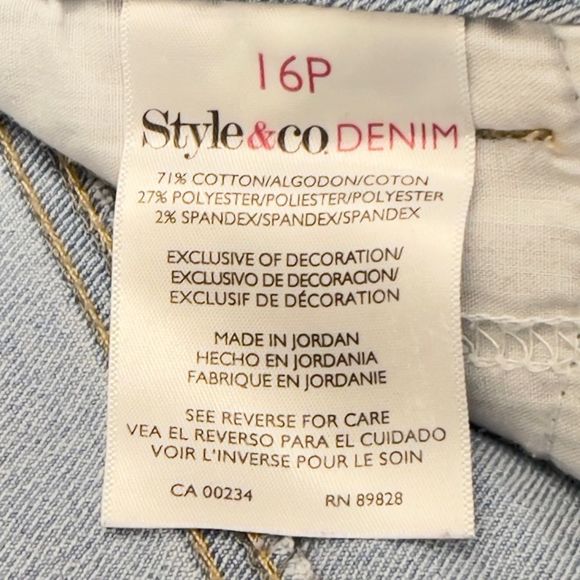 16P
Style&co. DENIM
71% COTTON/ALGODON/COTON
27% POLYESTER/POLIESTER/POLYESTER
2% SPANDEX/SPANDEX/SPANDEX
EXCLUSIVE OF DECORATION/
EXCLUSIVO DE DECORACION/
EXCLUSIF DE DÉCORATION
MADE IN JORDAN
HECHO EN JORDANIA
FABRIQUE EN JORDANIE
SEE REVERSE FOR CARE
VEA EL REVERSO PARA EL CUIDADO
VOIR L'INVERSE POUR LE SOIN
CA 00234 RN 89828